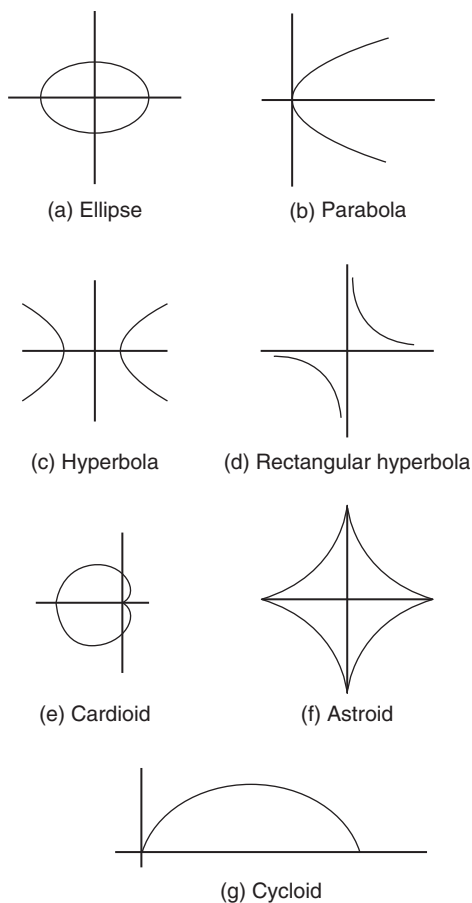 (a) Ellipse
(b) Parabola
(c) Hyperbola
(d) Rectangular hyperbola
(e) Cardioid
(f) Astroid
(g) Cycloid